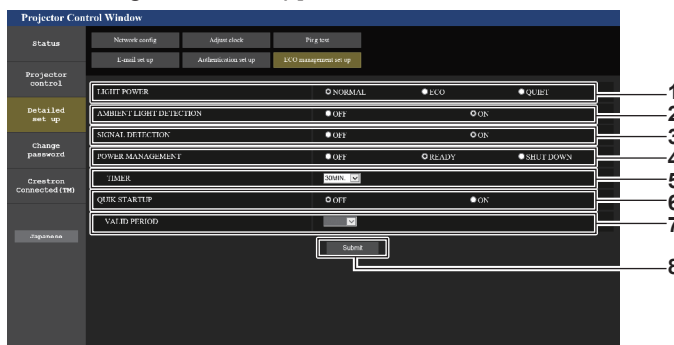 Projector Control Window
Status
Network config
Adjust clock
Ping test
E-mail set up
Authentication set up
ECO management set up
Projector
control
Detailed
set up
Change
password
Crestron
Connected(TM)
Japanese
LIGHT POWER NORMAL ECO QUIET 1
AMBIENT LIGHT DETECTION OFF ON 2
SIGNAL DETECTION OFF ON 3
POWER MANAGEMENT OFF READY SHUT DOWN 4
TIMER 30MIN. 5
QUIK STARTUP OFF ON 6
VALID PERIOD 7
Submit 8